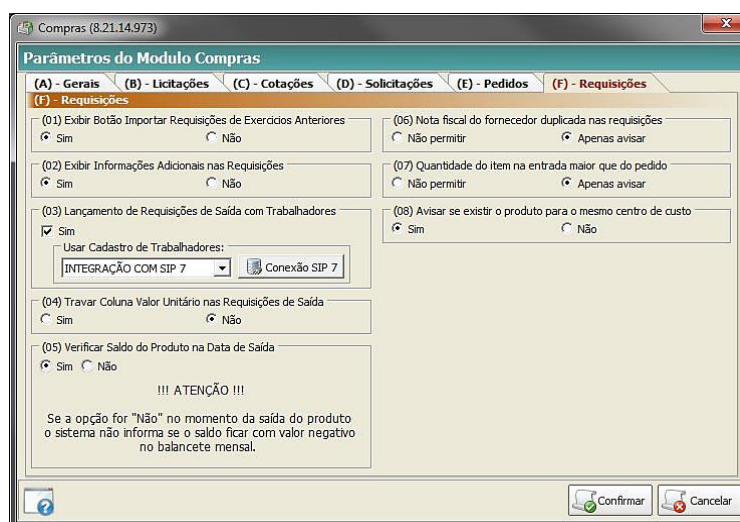 Compras (8.21.14.973)
Parâmetros do Modulo Compras
(A) - Gerais (B) - Licitações (C) - Cotações (D) - Solicitações (E) - Pedidos (F) - Requisições
(F) - Requisições
(01) Exibir Botão Importar Requisições de Exercicios Anteriores
Sim Não
(02) Exibir Informações Adicionais nas Requisições
Sim Não
(03) Lançamento de Requisições de Saída com Trabalhadores
Sim
Usar Cadastro de Trabalhadores:
INTEGRAÇÃO COM SIP 7 Conexão SIP 7
(04) Travar Coluna Valor Unitário nas Requisições de Saída
Sim Não
(05) Verificar Saldo do Produto na Data de Saída
Sim Não
!!! ATENÇÃO !!!
Se a opção for "Não" no momento da saída do produto
o sistema não informa se o saldo ficar com valor negativo
no balancete mensal.
(06) Nota fiscal do fornecedor duplicada nas requisições
Não permitir Apenas avisar
(07) Quantidade do item na entrada maior que do pedido
Não permitir Apenas avisar
(08) Avisar se existir o produto para o mesmo centro de custo
Sim Não
Confirmar Cancelar